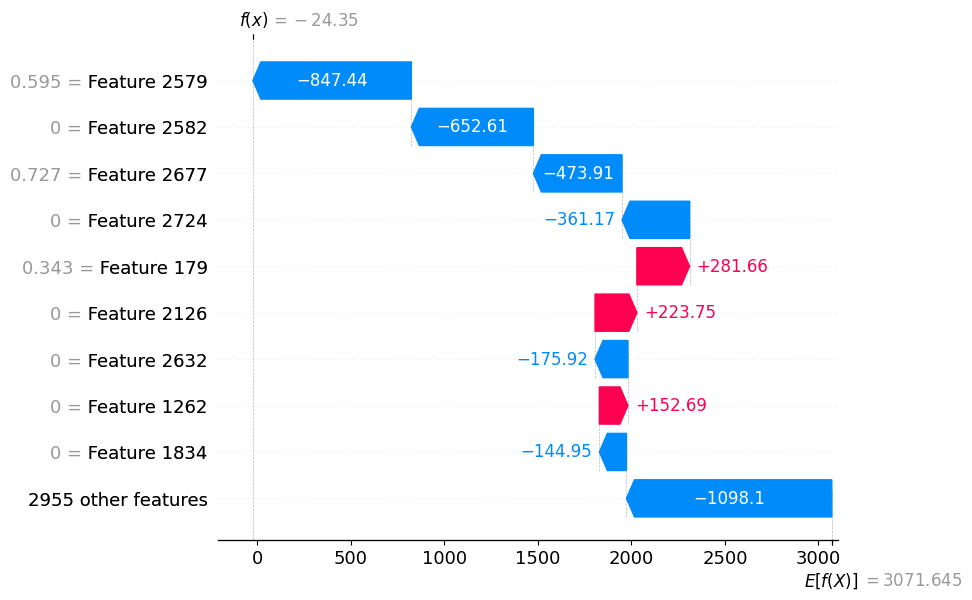 f(x) = −24.35
0.595 = Feature 2579
−847.44
0 = Feature 2582
−652.61
0.727 = Feature 2677
−473.91
0 = Feature 2724
−361.17
0.343 = Feature 179
+281.66
0 = Feature 2126
+223.75
0 = Feature 2632
−175.92
0 = Feature 1262
+152.69
0 = Feature 1834
−144.95
2955 other features
−1098.1
0 500 1000 1500 2000 2500 3000
E[f(X)] = 3071.645